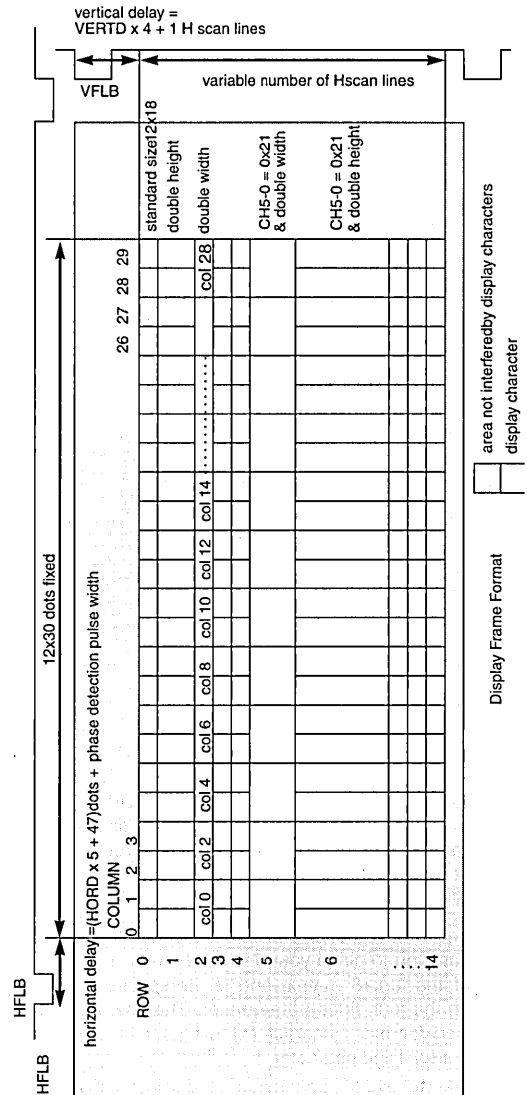 vertical delay =
VERTD x 4 + 1 H scan lines
VFLB
variable number of Hscan lines
HFLB
HFLB
12x30 dots fixed
horizontal delay =(HORD x 5 + 47)dots + phase detection pulse width
COLUMN
0 1 2 3 26 27 28 29
ROW
0 standard size12x18
1 double height
2 col 0 col 2 col 4 col 6 col 8 col 10 col 12 col 14 ........ col 28 double width
3
4
5 CH5-0 = 0x21
& double width
6 CH5-0 = 0x21
& double height
:
:
14
area not interferedby display characters
display character
Display Frame Format